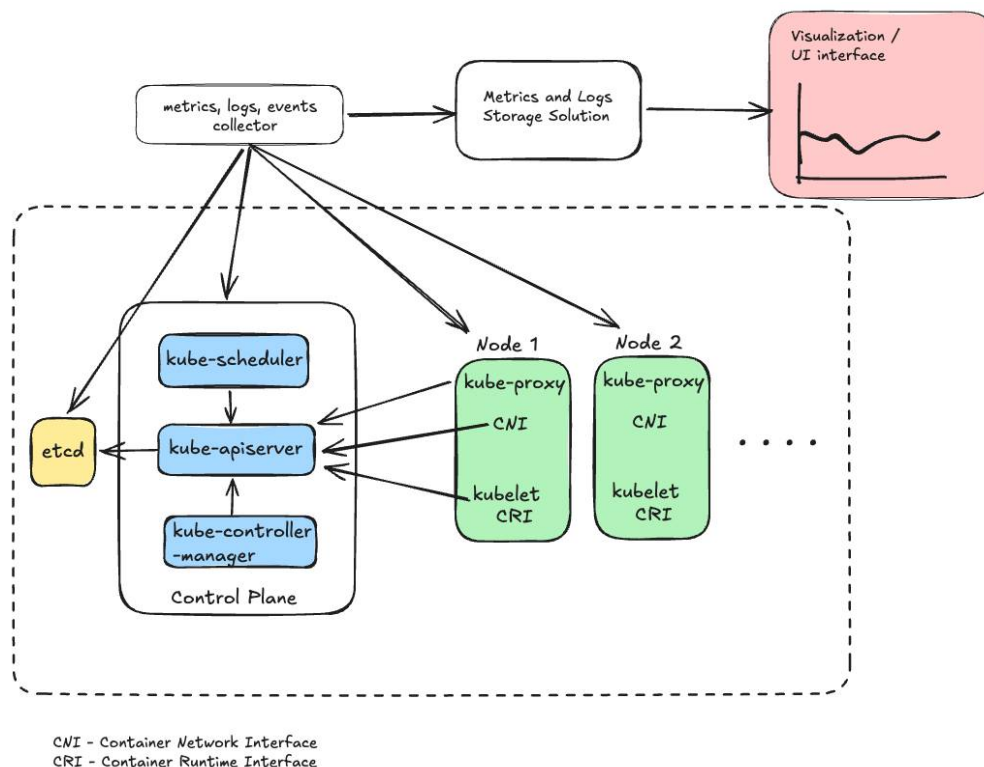 Visualization /
UI interface
metrics, logs, events
collector
Metrics and Logs
Storage Solution
Node 1
Node 2
kube-scheduler
kube-proxy
kube-proxy
CNI
CNI
etcd
kube-apiserver
kubelet
CRI
kubelet
CRI
kube-controller
-manager
Control Plane
CNI - Container Network Interface
CRI - Container Runtime Interface